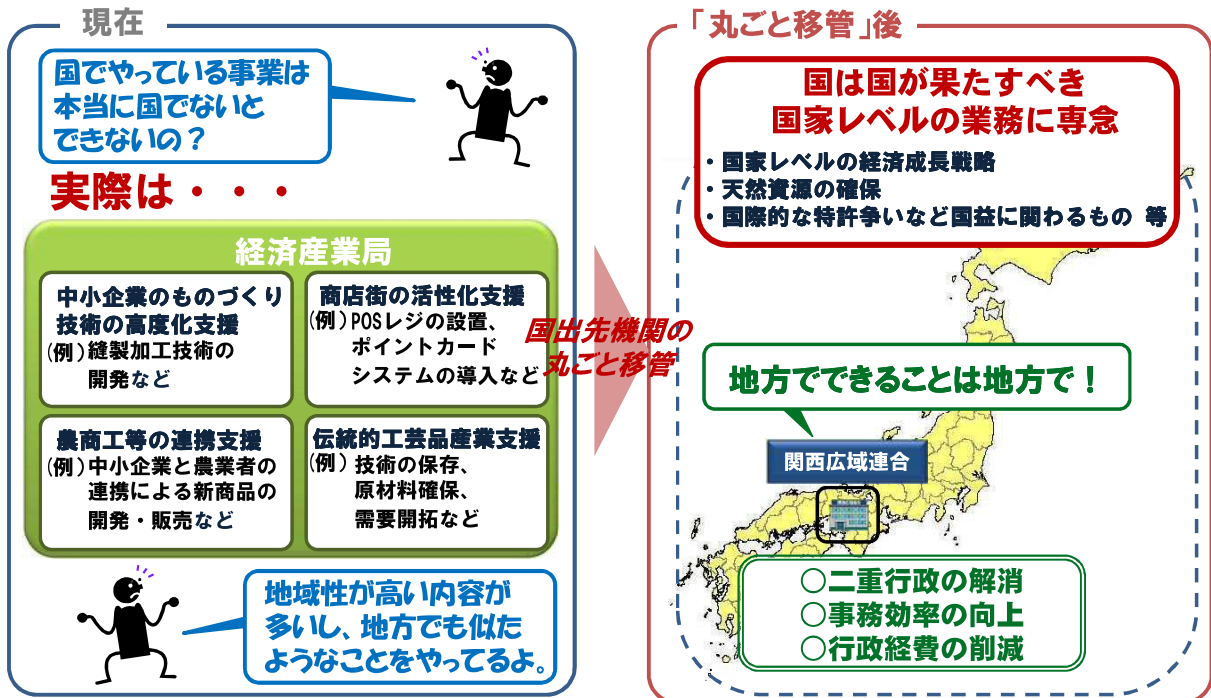 現在
国でやっている事業は
本当に国でないと
できないの？
実際は・・・
経済産業局
中小企業のものづくり
技術の高度化支援
(例)縫製加工技術の
開発など
商店街の活性化支援
(例)POSレジの設置、
ポイントカード
システムの導入など
農商工等の連携支援
(例)中小企業と農業者の
連携による新商品の
開発・販売など
伝統的工芸品産業支援
(例)技術の保存、
原材料確保、
需要開拓など
地域性が高い内容が
多いし、地方でも似た
ようなことをやってるよ。
国出先機関の
丸ごと移管
「丸ごと移管」後
国は国が果たすべき
国家レベルの業務に専念
・国家レベルの経済成長戦略
・天然資源の確保
・国際的な特許争いなど国益に関わるもの 等
地方でできることは地方で！
関西広域連合
○二重行政の解消
○事務効率の向上
○行政経費の削減